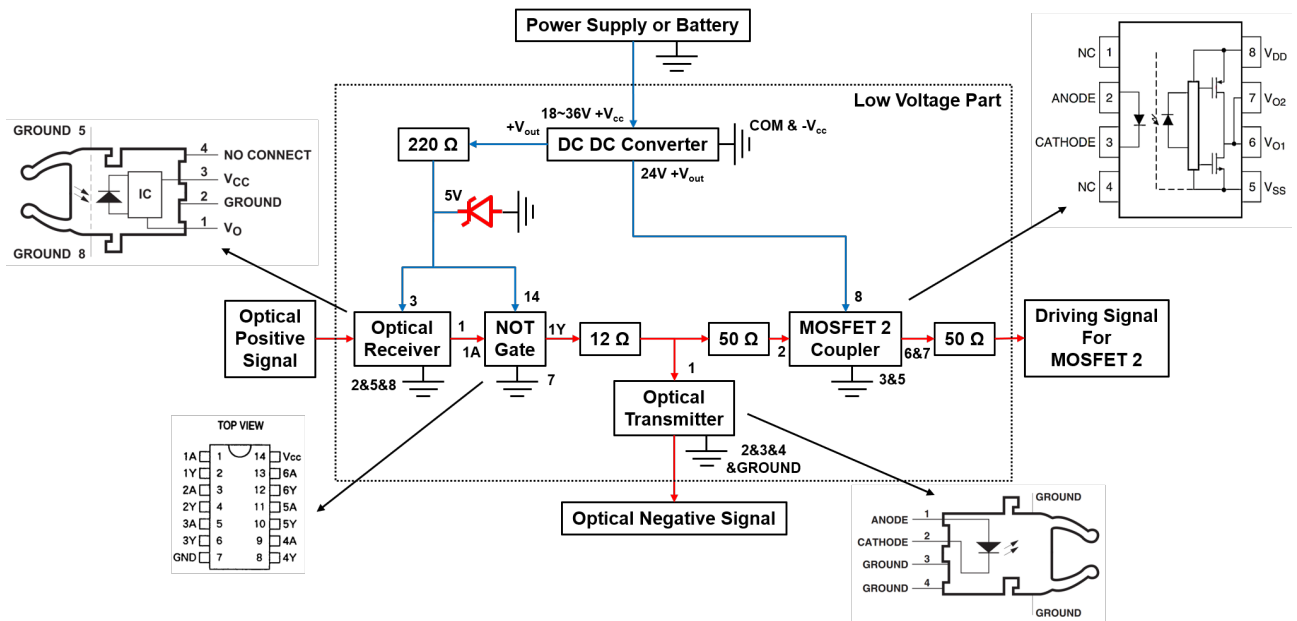 Power Supply or Battery
Low Voltage Part
18~36V +Vcc
+Vout
220 Ω
DC DC Converter
COM & -Vcc
24V +Vout
5V
GROUND 5
4
NO CONNECT
3
VCC
IC
2
GROUND
1
VO
GROUND 8
NC
1
8
VDD
ANODE
2
7
VO2
CATHODE
3
6
VO1
NC
4
5
VSS
3
14
8
Optical
Positive
Signal
Optical
Receiver
1
1A
NOT
Gate
1Y
12 Ω
50 Ω
2
MOSFET 2
Coupler
6&7
50 Ω
Driving Signal
For
MOSFET 2
2&5&8
7
3&5
1
Optical
Transmitter
2&3&4
&GROUND
Optical Negative Signal
TOP VIEW
1A 1 14 Vcc
1Y 2 13 6A
2A 3 12 6Y
2Y 4 11 5A
3A 5 10 5Y
3Y 6 9 4A
GND 7 8 4Y
GROUND
ANODE 1
CATHODE 2
GROUND 3
GROUND 4
GROUND